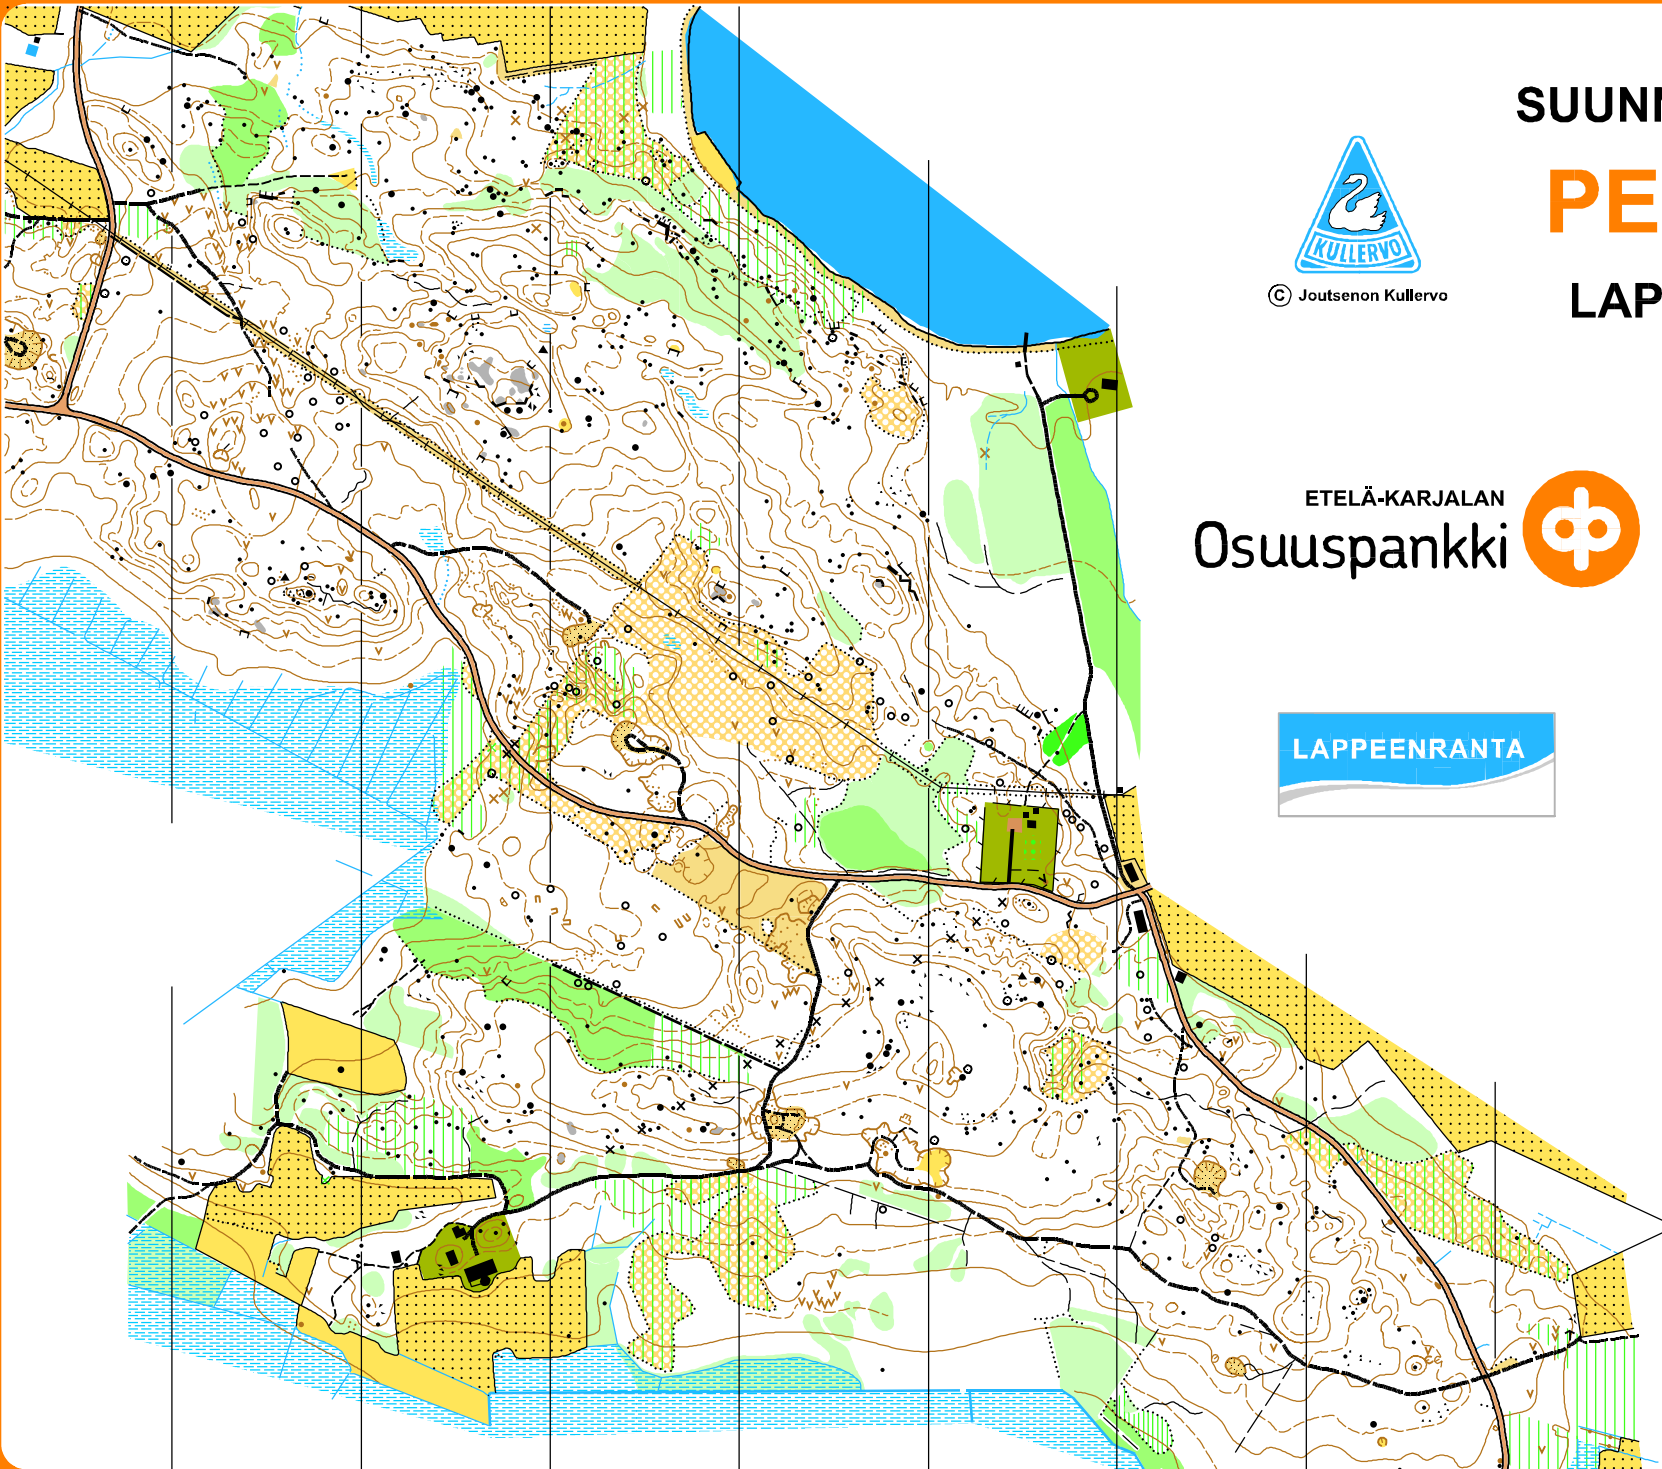 SUUN
PE
LAP
KULLERVO
© Joutsenon Kullervo
ETELÄ-KARJALAN
Osuuspankki
LAPPEENRANTA